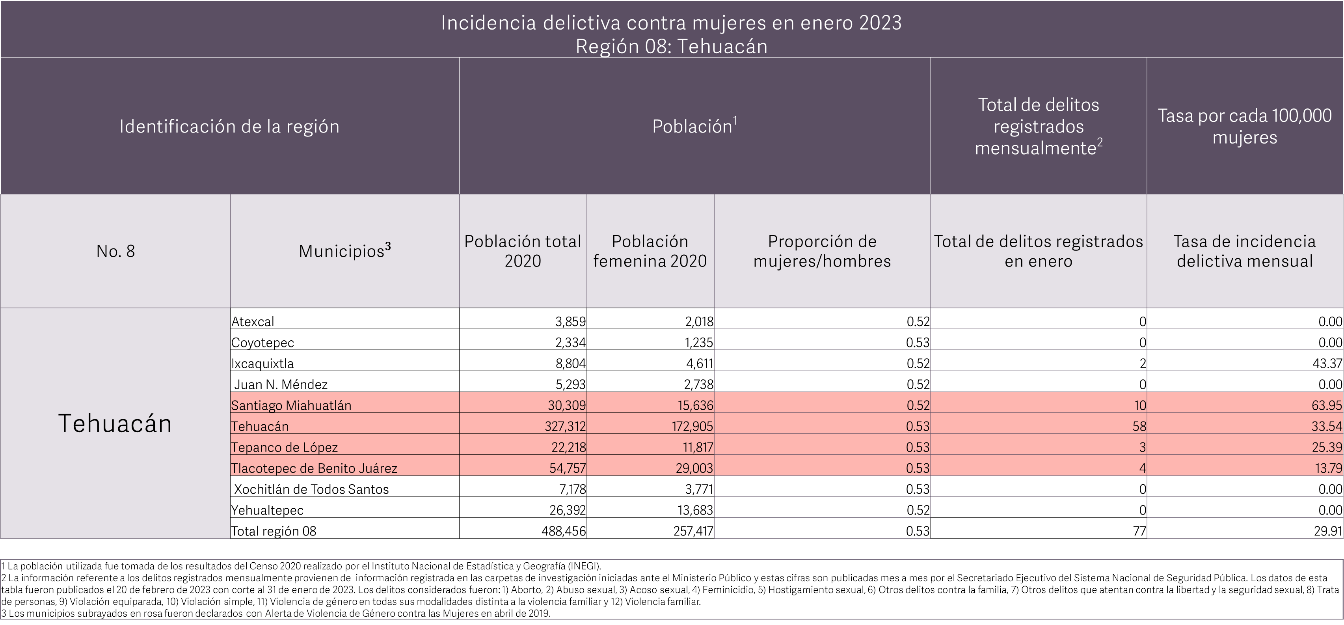 Incidencia delictiva contra mujeres en enero 2023
Región 08: Tehuacán
Identificación de la región
Población¹
Total de delitos
registrados
mensualmente²
Tasa por cada 100,000
mujeres
No. 8
Municipios³
Población total
2020
Población
femenina 2020
Proporción de
mujeres/hombres
Total de delitos registrados
en enero
Tasa de incidencia
delictiva mensual
Tehuacán
Atexcal 3,859 2,018 0.52 0 0.00
Coyotepec 2,334 1,235 0.53 0 0.00
Ixcaquixtla 8,804 4,611 0.52 2 43.37
Juan N. Méndez 5,293 2,738 0.52 0 0.00
Santiago Miahuatlán 30,309 15,636 0.52 10 63.95
Tehuacán 327,312 172,905 0.53 58 33.54
Tepanco de López 22,218 11,817 0.53 3 25.39
Tlacotepec de Benito Juárez 54,757 29,003 0.53 4 13.79
Xochitlán de Todos Santos 7,178 3,771 0.53 0 0.00
Yehualtepec 26,392 13,683 0.52 0 0.00
Total región 08 488,456 257,417 0.53 77 29.91
1 La población utilizada fue tomada de los resultados del Censo 2020 realizado por el Instituto Nacional de Estadística y Geografía (INEGI).
2 La información referente a los delitos registrados mensualmente provienen de información registrada en las carpetas de investigación iniciadas ante el Ministerio Público y estas cifras son publicadas mes a mes por el Secretariado Ejecutivo del Sistema Nacional de Seguridad Pública. Los datos de esta
tabla fueron publicados el 20 de febrero de 2023 con corte al 31 de enero de 2023. Los delitos considerados fueron: 1) Aborto, 2) Abuso sexual, 3) Acoso sexual, 4) Feminicidio, 5) Hostigamiento sexual, 6) Otros delitos contra la familia, 7) Otros delitos que atentan contra la libertad y la seguridad sexual, 8) Trata
de personas, 9) Violación equiparada, 10) Violación simple, 11) Violencia de género en todas sus modalidades distinta a la violencia familiar y 12) Violencia familiar.
3 Los municipios subrayados en rosa fueron declarados con Alerta de Violencia de Género contra las Mujeres en abril de 2019.